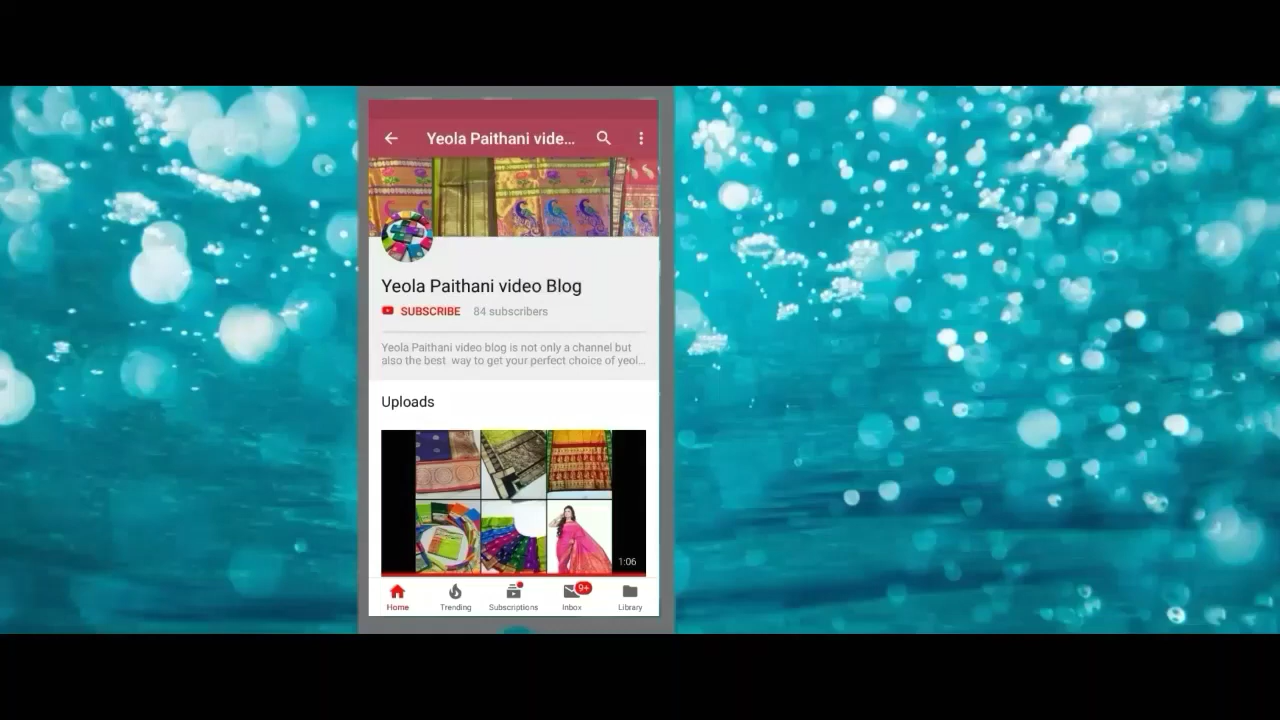 Yeola Paithani vide...
Yeola Paithani video Blog
SUBSCRIBE 84 subscribers
Yeola Paithani video blog is not only a channel but
also the best way to get your perfect choice of yeol...
Uploads
1:06
9+
Home Trending Subscriptions Inbox Library